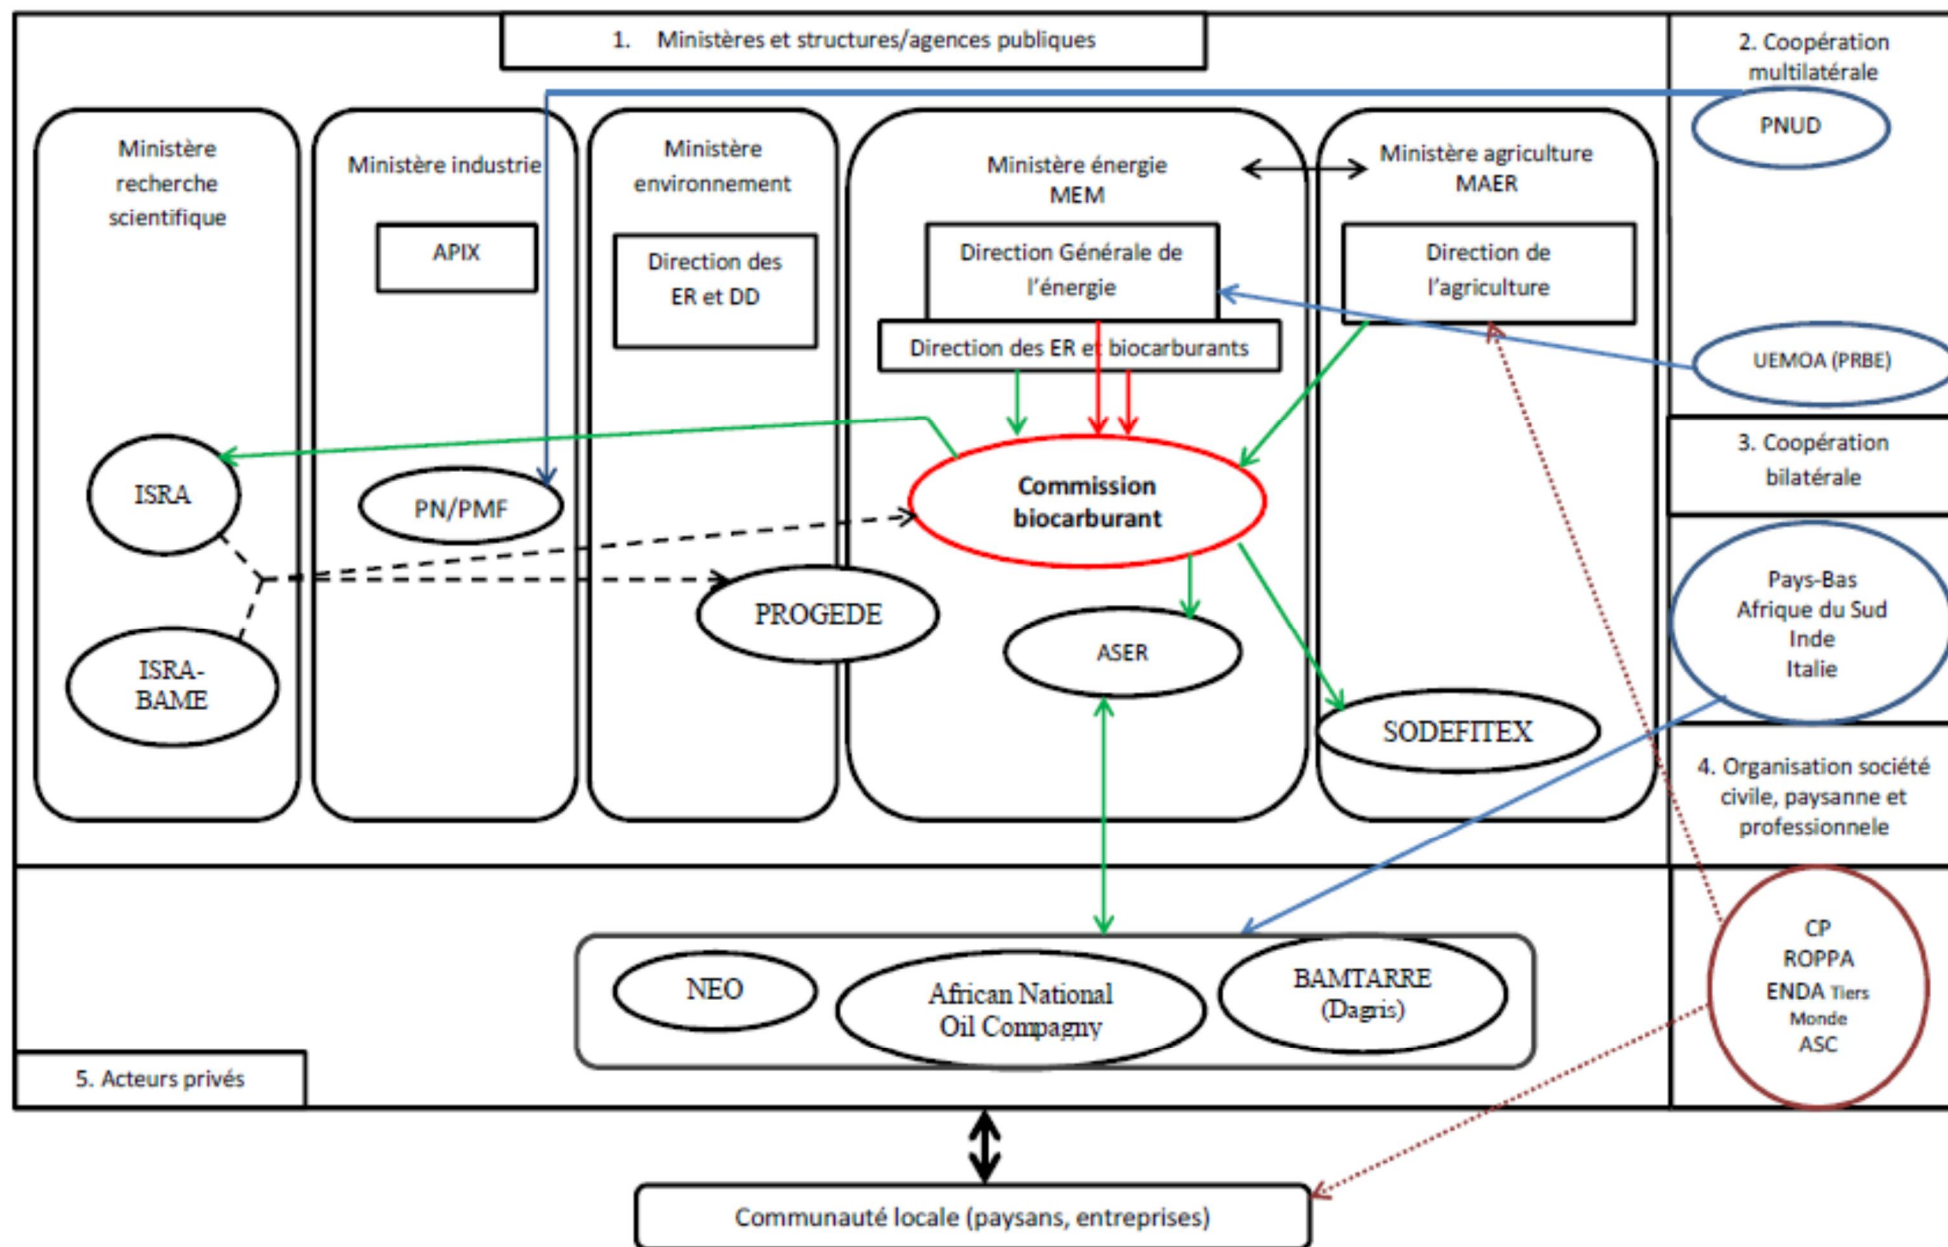 1. Ministères et structures/agences publiques
2. Coopération
multilatérale
PNUD
Ministère
recherche
scientifique
Ministère industrie
Ministère
environnement
Ministère énergie
MEM
Ministère agriculture
MAER
APIX
Direction des
ER et DD
Direction Générale de
l'énergie
Direction de
l'agriculture
Direction des ER et biocarburants
UEMOA (PRBE)
3. Coopération
bilatérale
ISRA
PN/PMF
Commission
biocarburant
PROGEDE
ASER
ISRA-
BAME
SODEFITEX
Pays-Bas
Afrique du Sud
Inde
Italie
4. Organisation société
civile, paysanne et
professionnele
NEO
African National
Oil Compagny
BAMTARRE
(Dagris)
CP
ROPPA
ENDA Tiers
Monde
ASC
5. Acteurs privés
Communauté locale (paysans, entreprises)